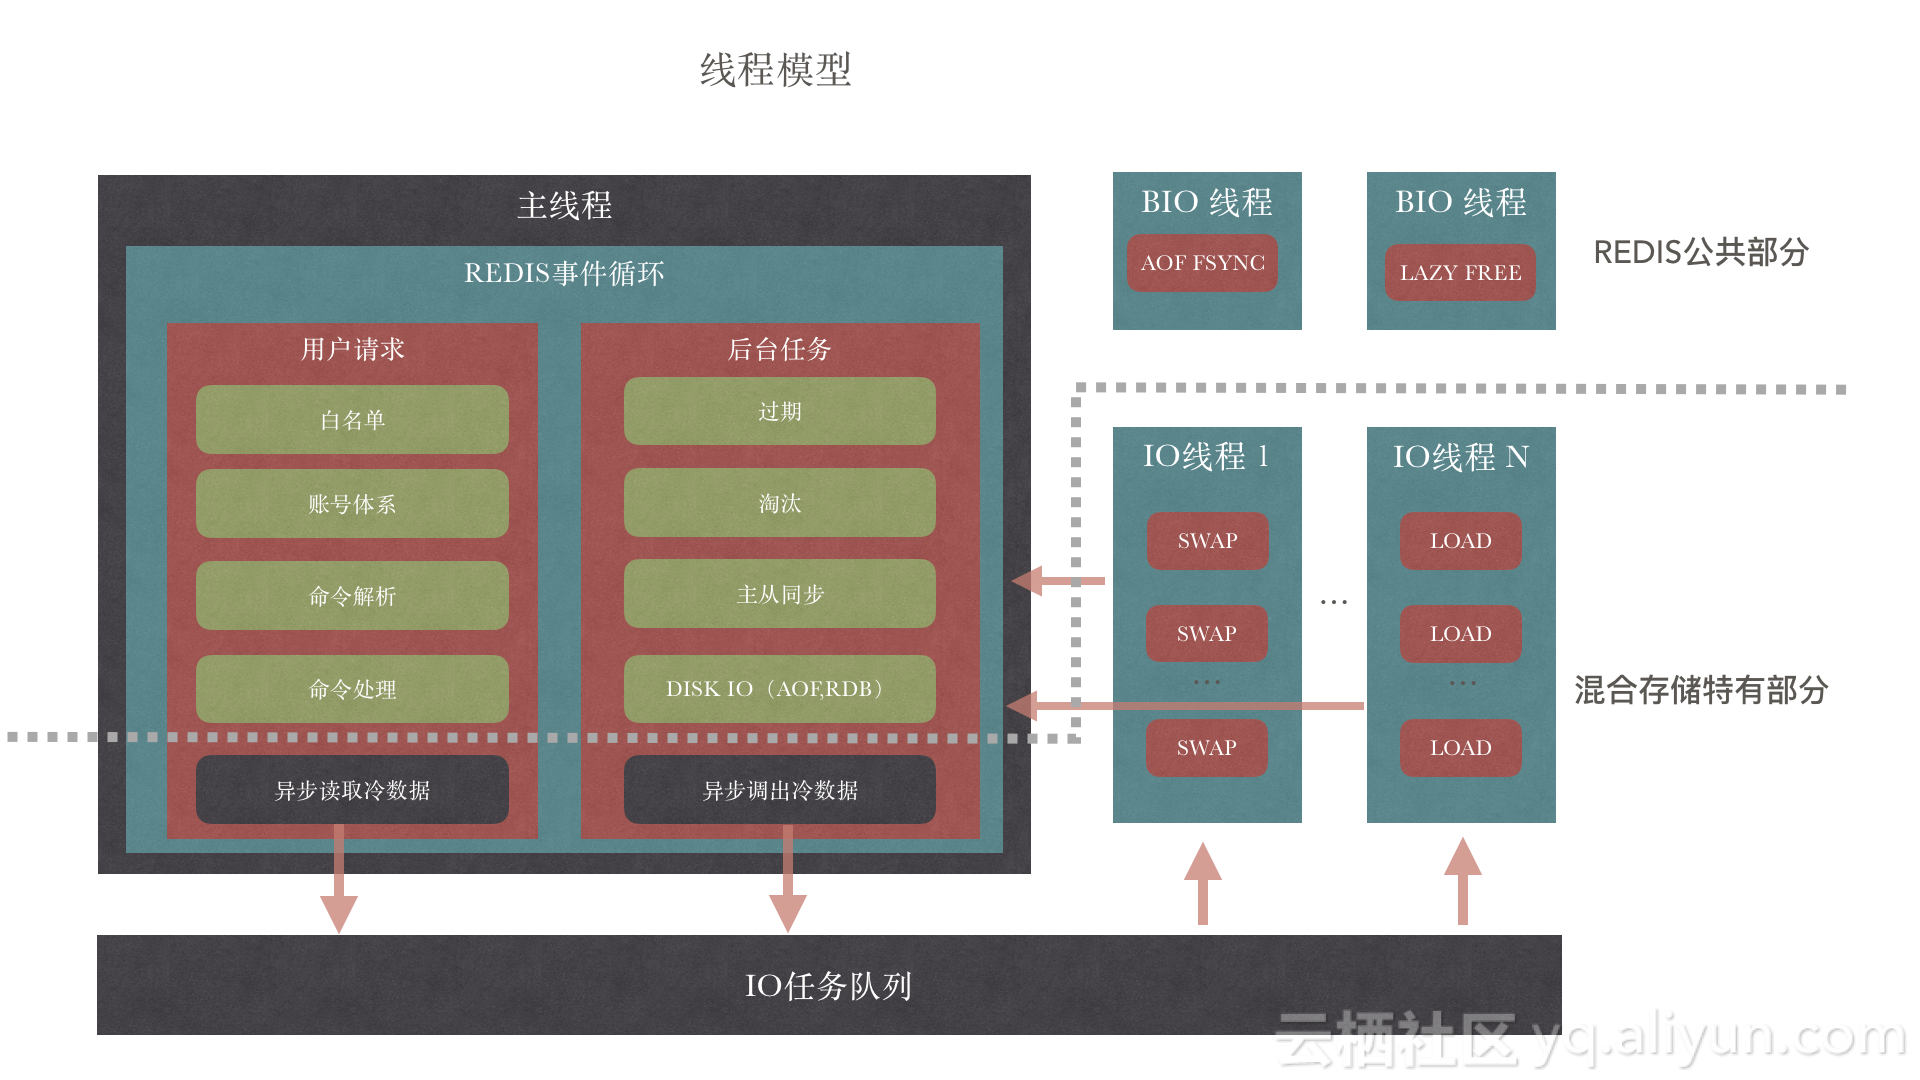 线程模型
主线程
REDIS事件循环
用户请求
白名单
账号体系
命令解析
命令处理
异步读取冷数据
后台任务
过期
淘汰
主从同步
DISK IO（AOF,RDB）
异步调出冷数据
BIO 线程
AOF FSYNC
BIO 线程
LAZY FREE
REDIS公共部分
IO线程 1
SWAP
SWAP
...
SWAP
...
IO线程 N
LOAD
LOAD
...
LOAD
混合存储特有部分
IO任务队列
云栖社区 yq.aliyun.com